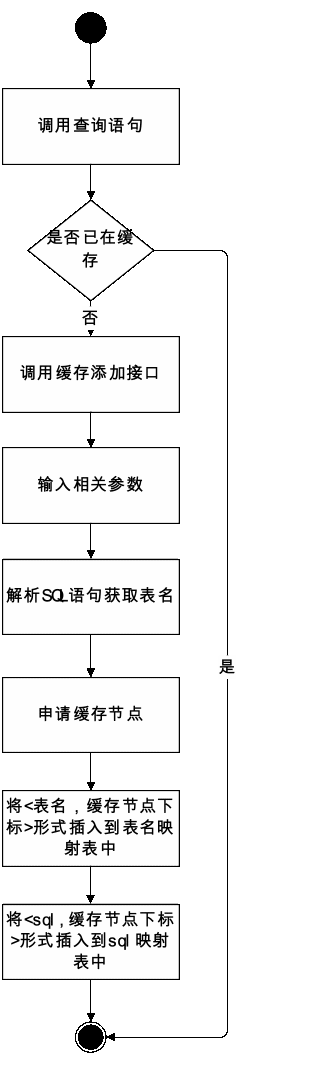 调用查询语句
是否已在缓
存
否
调用缓存添加接口
输入相关参数
解析SQL语句获取表名
是
申请缓存节点
将<表名，缓存节点下
标>形式插入到表名映
射表中
将<sql，缓存节点下标
>形式插入到sql 映射
表中